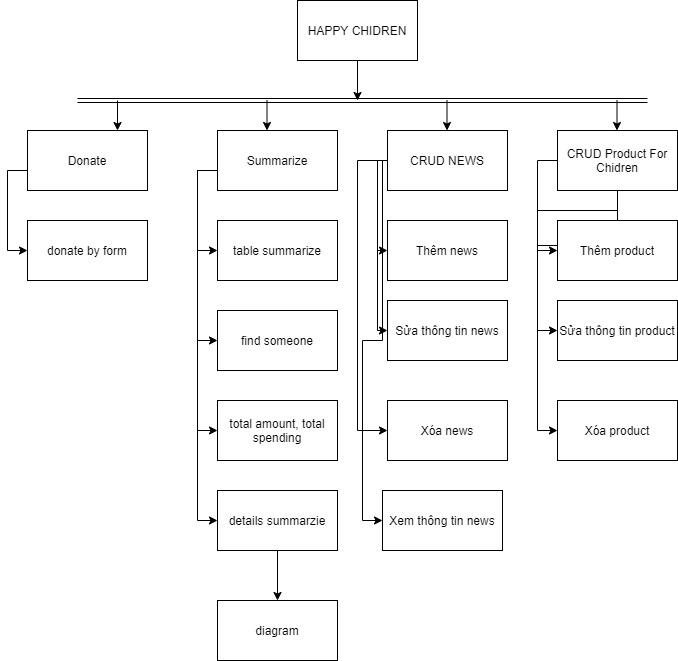 HAPPY CHIDREN
Donate
Summarize
CRUD NEWS
CRUD Product For
Chidren
donate by form
table summarize
Thêm news
Thêm product
find someone
Sửa thông tin news
Sửa thông tin product
total amount, total
spending
Xóa news
Xóa product
details summarzie
Xem thông tin news
diagram